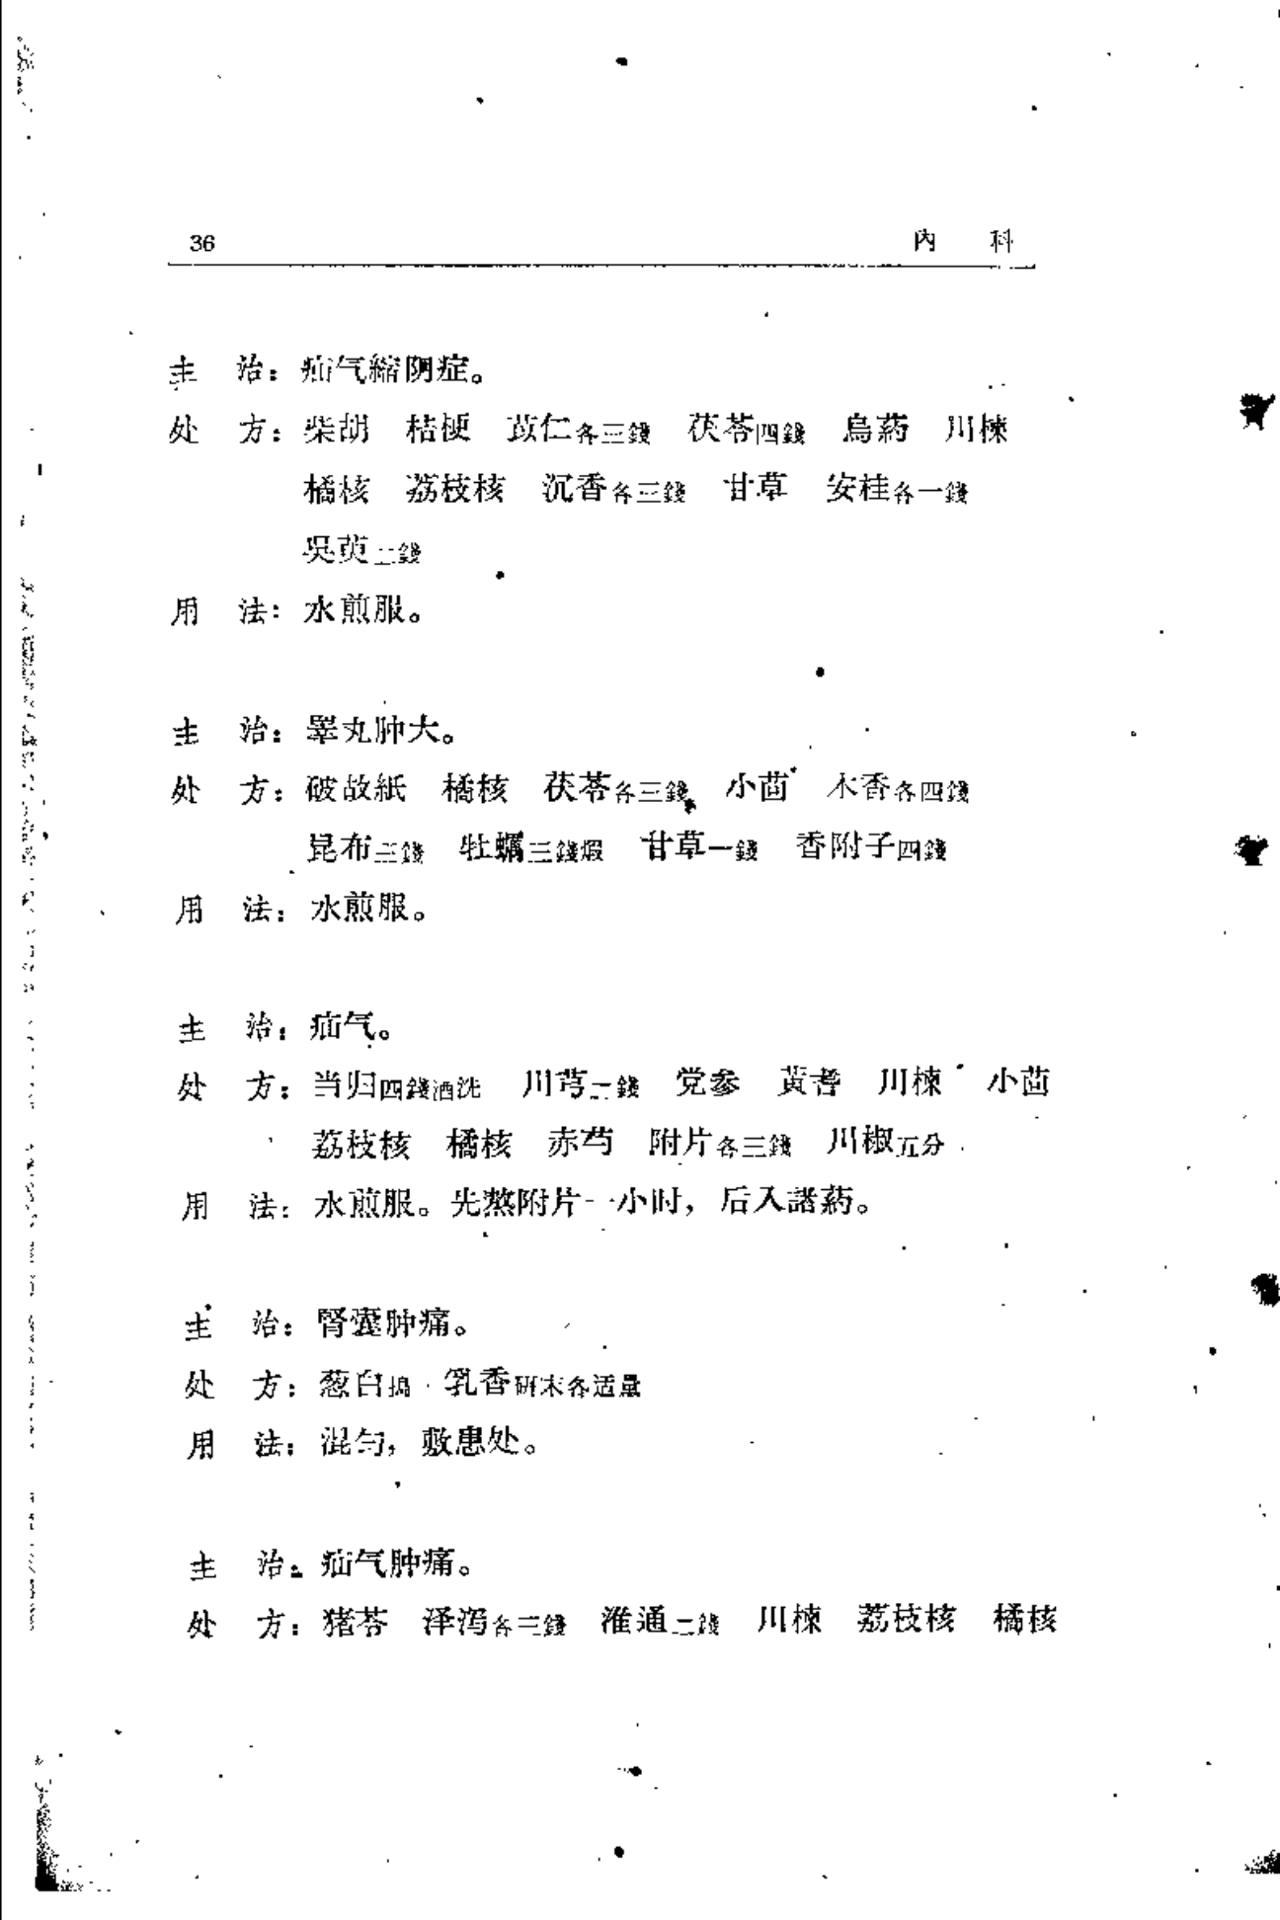 36 內 科
主 治：疝气縮阴症。
处 方：柴胡 桔梗 苡仁各三錢 茯苓四錢 烏药 川楝
橘核 荔枝核 沉香各三錢 甘草 安桂各一錢
吳萸二錢
用 法：水煎服。
主 治：睪丸肿大。
处 方：破故紙 橘核 茯苓各三錢 小茴 木香各四錢
昆布三錢 牡蠣三錢煆 甘草一錢 香附子四錢
用 法：水煎服。
主 治：疝气。
处 方：当归四錢酒洗 川芎二錢 党参 黃耆 川楝 小茴
荔枝核 橘核 赤芍 附片各三錢 川椒五分
用 法：水煎服。先熬附片一小时，后入諸药。
主 治：腎囊肿痛。
处 方：葱白搗 乳香研末各适量
用 法：混匀，敷患处。
主 治：疝气肿痛。
处 方：猪苓 泽泻各三錢 淮通二錢 川楝 荔枝核 橘核